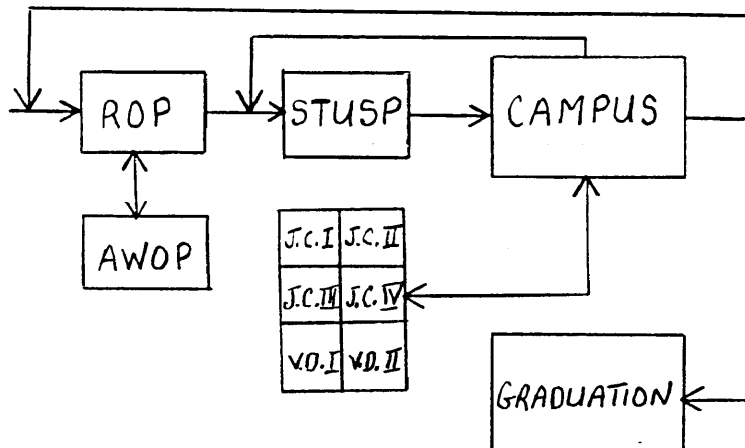 ROP
STUSP
CAMPUS
AWOP
J.C.I J.C.II
J.C.III J.C.IV
V.D.I V.D.II
GRADUATION